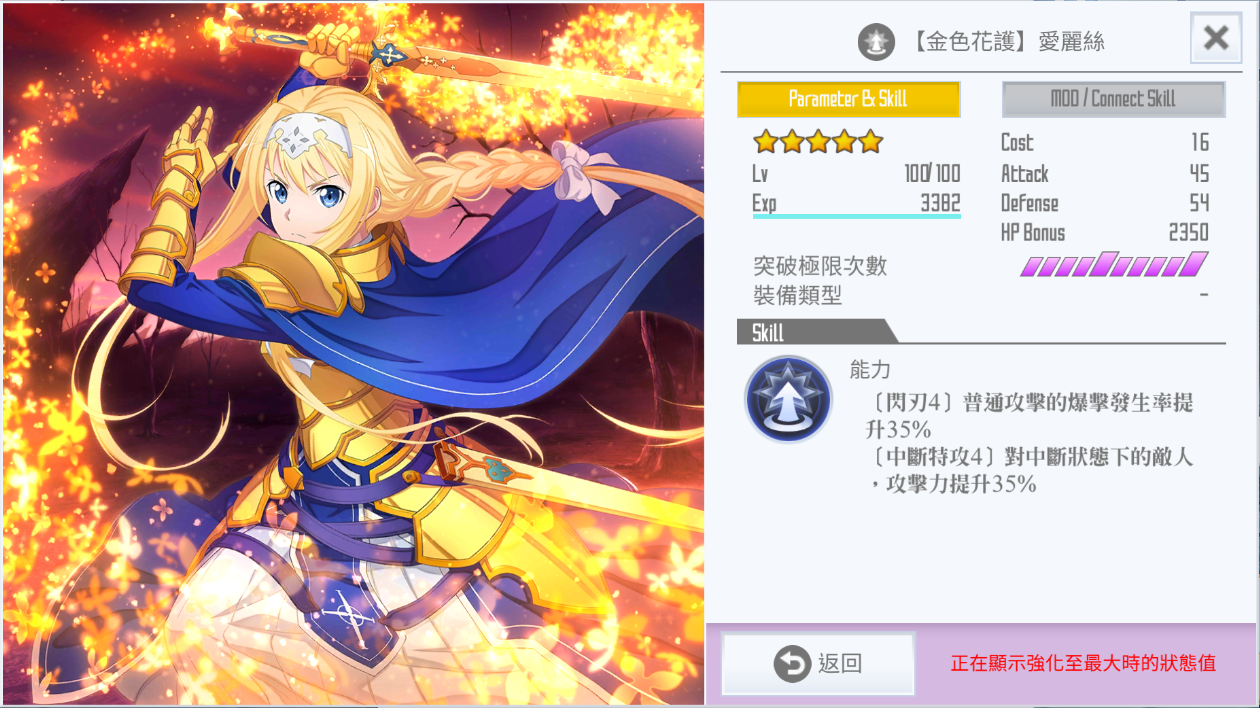 【金色花護】愛麗絲
Parameter & Skill
MOD / Connect Skill
Lv 100/100
Exp 3382
Cost 16
Attack 45
Defense 54
HP Bonus 2350
突破極限次數
裝備類型 -
Skill
能力
〔閃刃4〕普通攻擊的爆擊發生率提
升35%
〔中斷特攻4〕對中斷狀態下的敵人
,攻擊力提升35%
返回
正在顯示強化至最大時的狀態值